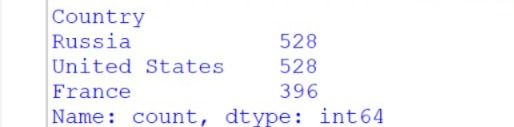 Country
Russia 528
United States 528
France 396
Name: count, dtype: int64